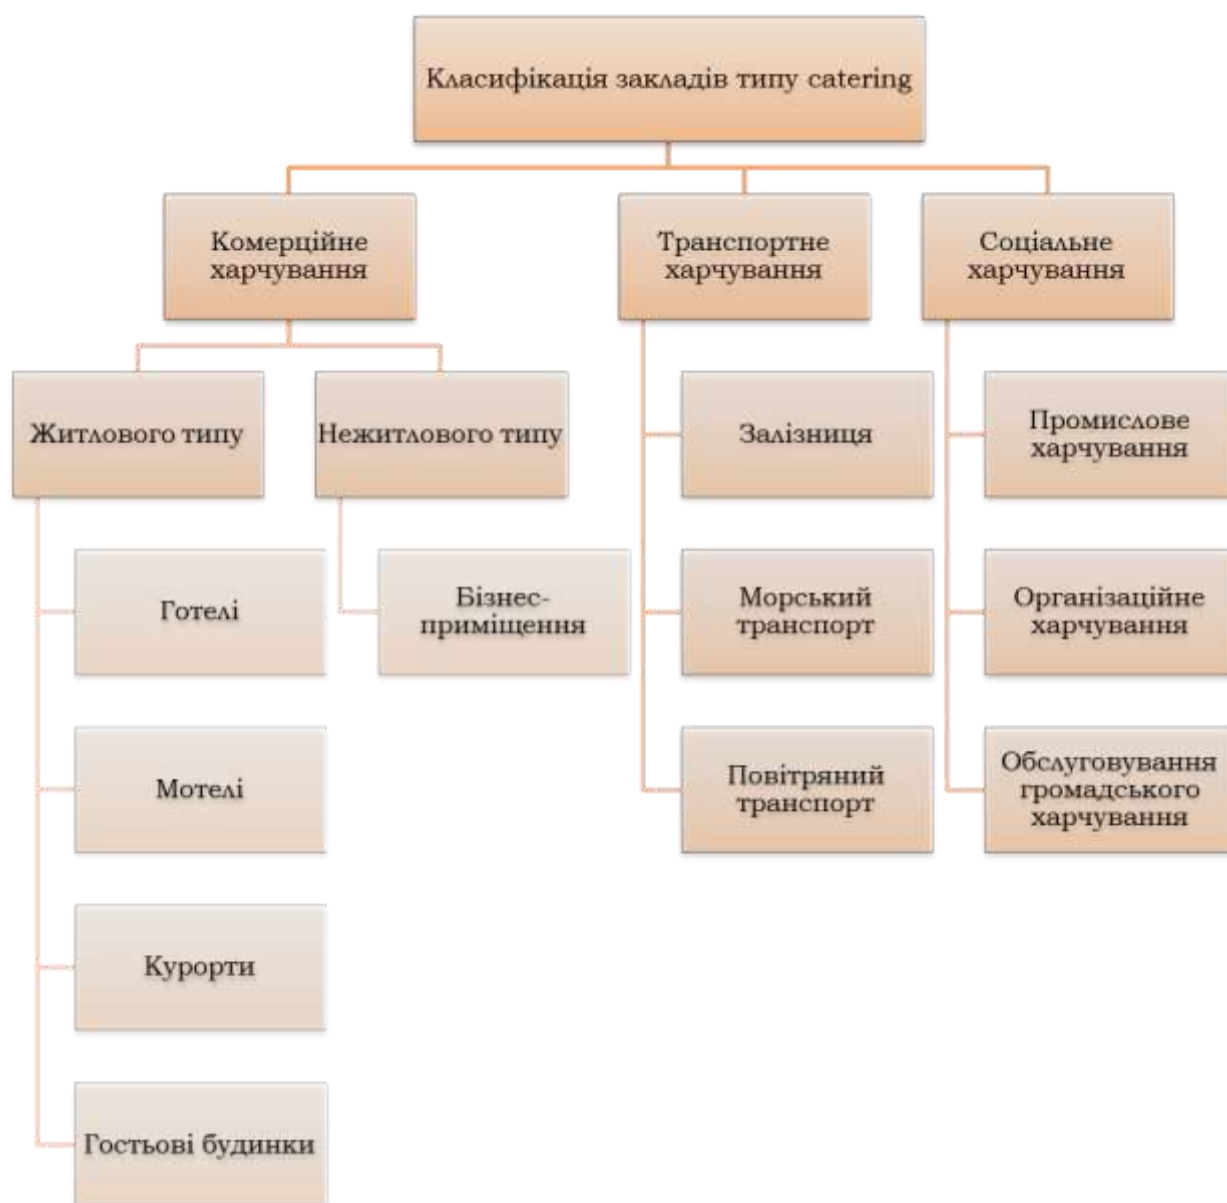 Класифікація закладів типу catering
Комерційне
харчування
Транспортне
харчування
Соціальне
харчування
Житлового типу
Нежитлового типу
Залізниця
Промислове
харчування
Готелі
Бізнес-
приміщення
Морський
транспорт
Організаційне
харчування
Мотелі
Повітряний
транспорт
Обслуговування
громадського
харчування
Курорти
Гостьові будинки